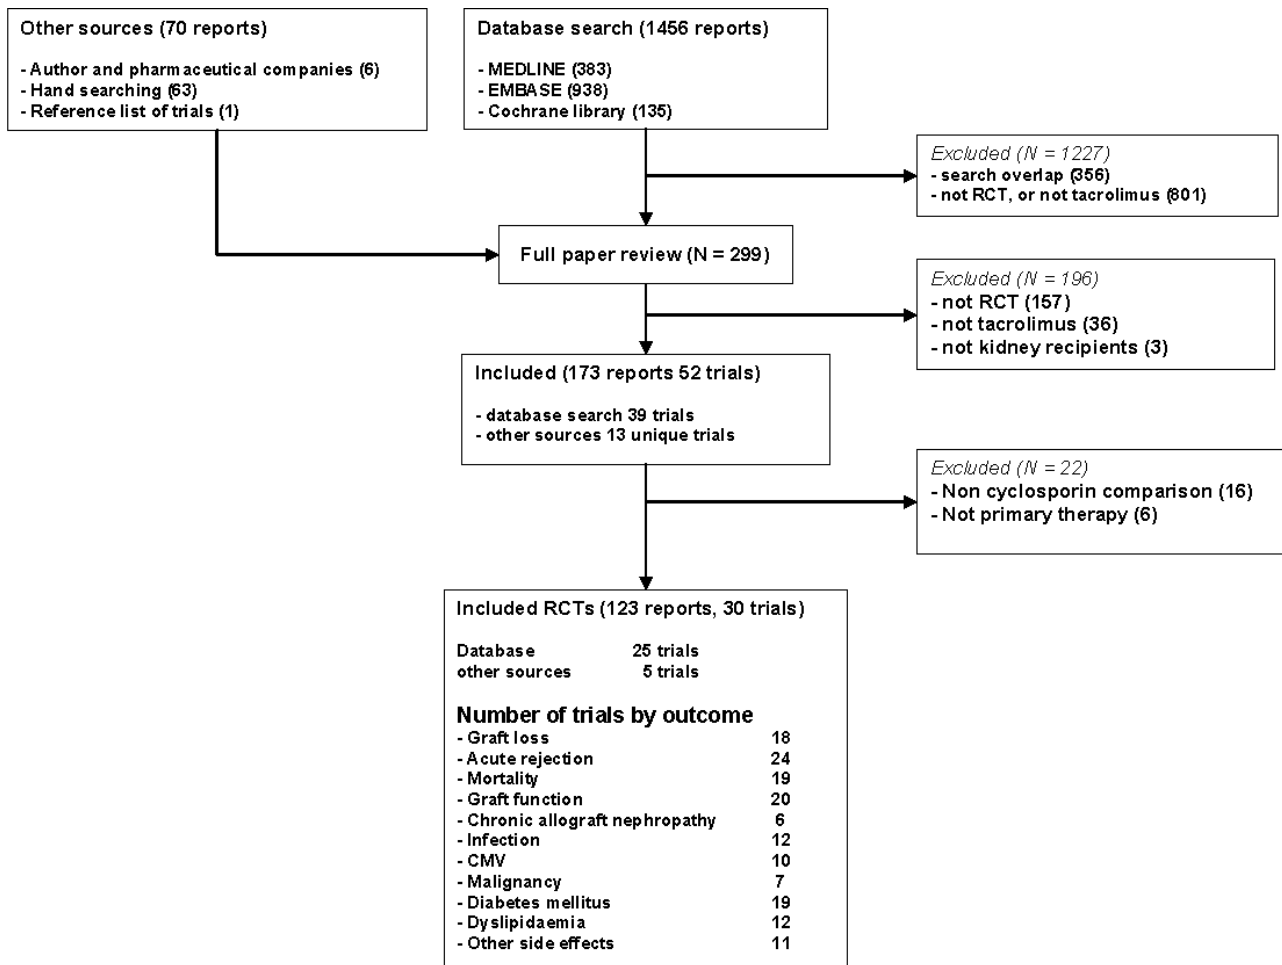 Other sources (70 reports)
- Author and pharmaceutical companies (6)
- Hand searching (63)
- Reference list of trials (1)
Database search (1456 reports)
- MEDLINE (383)
- EMBASE (938)
- Cochrane library (135)
Excluded (N = 1227)
- search overlap (356)
- not RCT, or not tacrolimus (801)
Full paper review (N = 299)
Excluded (N = 196)
- not RCT (157)
- not tacrolimus (36)
- not kidney recipients (3)
Included (173 reports 52 trials)
- database search 39 trials
- other sources 13 unique trials
Excluded (N = 22)
- Non cyclosporin comparison (16)
- Not primary therapy (6)
Included RCTs (123 reports, 30 trials)
Database 25 trials
other sources 5 trials
Number of trials by outcome
- Graft loss 18
- Acute rejection 24
- Mortality 19
- Graft function 20
- Chronic allograft nephropathy 6
- Infection 12
- CMV 10
- Malignancy 7
- Diabetes mellitus 19
- Dyslipidaemia 12
- Other side effects 11